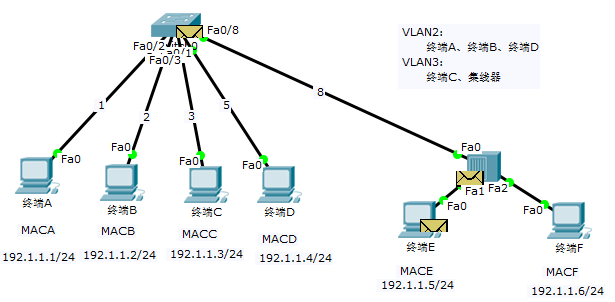 Fa0/8
Fa0/2
Fa0/1
Fa0/3
VLAN2:
终端A、终端B、终端D
VLAN3:
终端C、集线器
1
2
3
5
8
Fa0
Fa0
Fa0
Fa0
Fa0
Fa1
Fa2
Fa0
Fa0
终端A
终端B
终端C
终端D
终端E
终端F
MACA
MACB
MACC
MACD
MACE
MACF
192.1.1.1/24
192.1.1.2/24
192.1.1.3/24
192.1.1.4/24
192.1.1.5/24
192.1.1.6/24